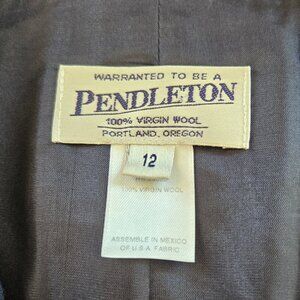 WARRANTED TO BE A
PENDLETON
100% VIRGIN WOOL
PORTLAND, OREGON
12
100% VIRGIN WOOL
ASSEMBLE IN MEXICO
OF U.S.A. FABRIC